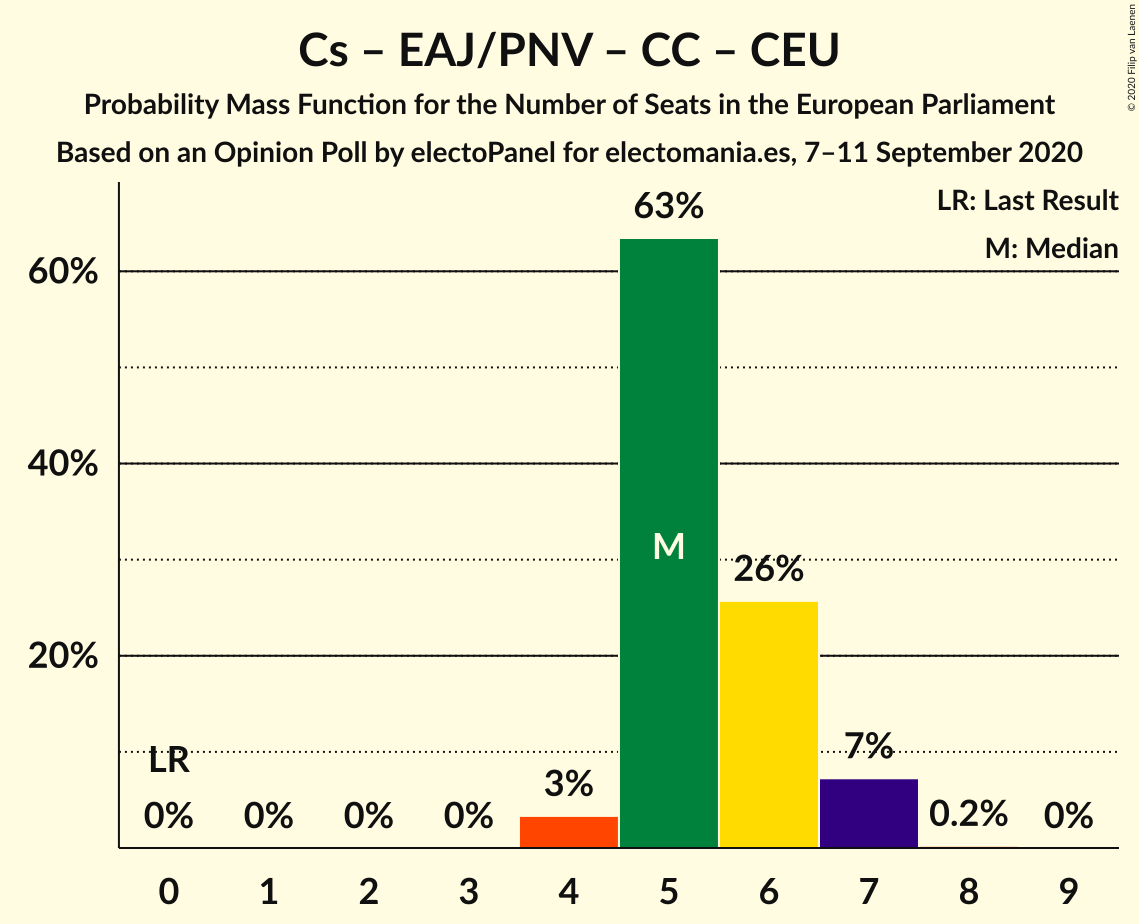 Cs – EAJ/PNV – CC – CEU
Probability Mass Function for the Number of Seats in the European Parliament
Based on an Opinion Poll by electoPanel for electomania.es, 7–11 September 2020
© 2020 Filip van Laenen
LR: Last Result
M: Median
63%
60%
40%
M
26%
20%
LR
7%
3%
0% 0% 0% 0% 0.2% 0%
0 1 2 3 4 5 6 7 8 9